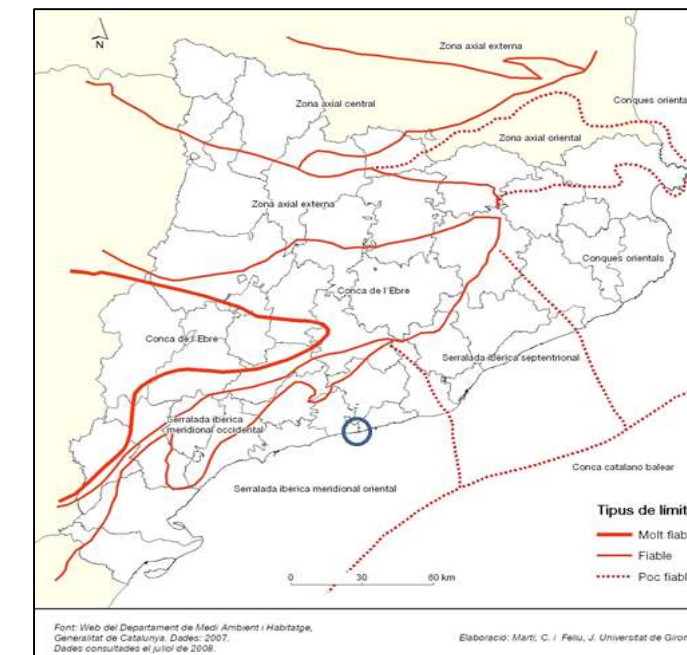 N
Zona axial externa
Zona axial central
Conques orienta
Zona axial oriental
Zona axial externa
Conques orientals
Conca de l'Ebre
Conca de l'Ebre
Serralada ibèrica septentrional
Serralada ibèrica
meridional occidental
Conca catalano balear
Serralada ibèrica meridional oriental
Tipus de límit
Molt fiab
Fiable
Poc fiabl
0 30 60 km
Font: Web del Departament de Medi Ambient i Habitatge,
Generalitat de Catalunya. Dades: 2007.
Dades consultades el juliol de 2008.
Elaboració: Martí, C. i Feliu, J. Universitat de Giron